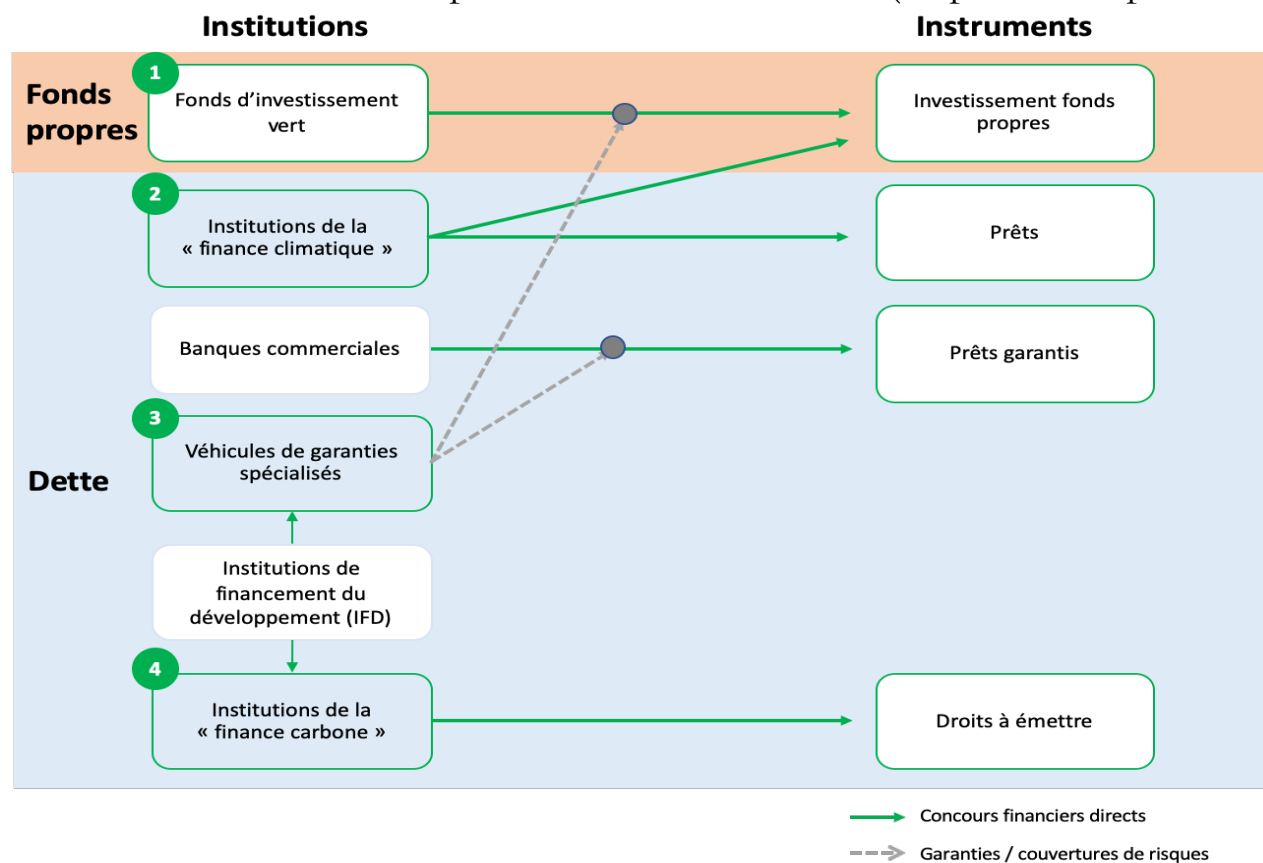 Institutions
Instruments
Fonds
propres
1
Fonds d'investissement
vert
Investissement fonds
propres
2
Institutions de la
« finance climatique »
Prêts
Banques commerciales
Prêts garantis
Dette
3
Véhicules de garanties
spécialisés
Institutions de
financement du
développement (IFD)
4
Institutions de la
« finance carbone »
Droits à émettre
Concours financiers directs
Garanties / couvertures de risques